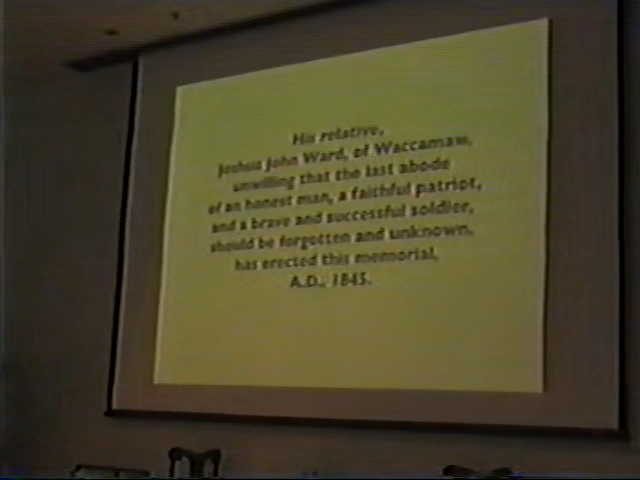 His relative,
Joshua John Ward, of Waccamaw,
unwilling that the last abode
of an honest man, a faithful patriot,
and a brave and successful soldier,
should be forgotten and unknown,
has erected this memorial,
A.D., 1845.